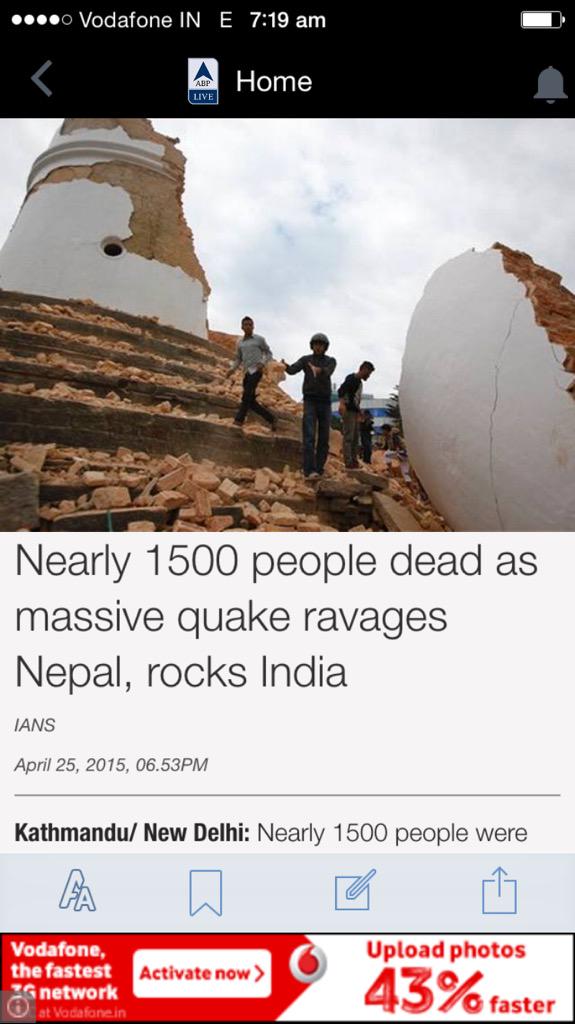 Vodafone IN E 7:19 am
ABP
LIVE
Home
Nearly 1500 people dead as
massive quake ravages
Nepal, rocks India
IANS
April 25, 2015, 06.53PM
Kathmandu/ New Delhi: Nearly 1500 people were
AA
Vodafone,
the fastest
3G network
at Vodafone.in
Activate now >
Upload photos
43% faster